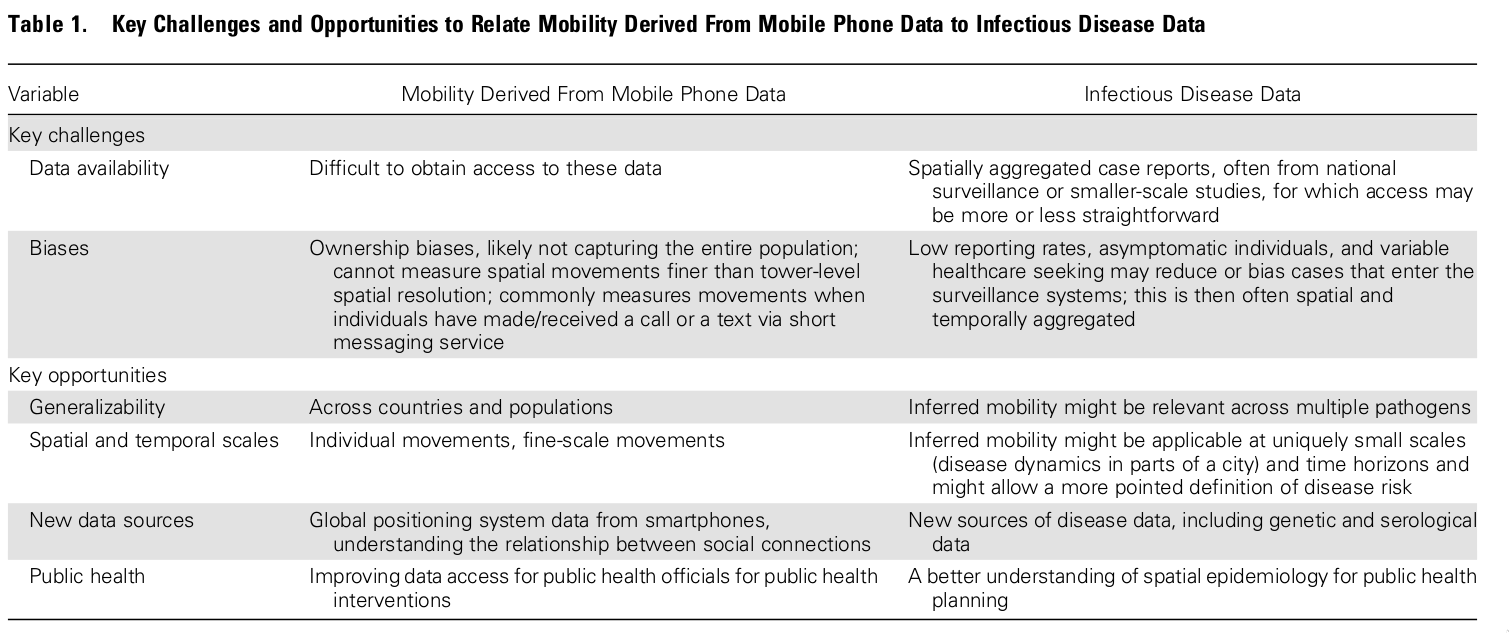 Table 1. Key Challenges and Opportunities to Relate Mobility Derived From Mobile Phone Data to Infectious Disease Data
Variable Mobility Derived From Mobile Phone Data Infectious Disease Data
Key challenges
Data availability Difficult to obtain access to these data Spatially aggregated case reports, often from national
surveillance or smaller-scale studies, for which access may
be more or less straightforward
Biases Ownership biases, likely not capturing the entire population; Low reporting rates, asymptomatic individuals, and variable
cannot measure spatial movements finer than tower-level healthcare seeking may reduce or bias cases that enter the
spatial resolution; commonly measures movements when surveillance systems; this is then often spatial and
individuals have made/received a call or a text via short temporally aggregated
messaging service
Key opportunities
Generalizability Across countries and populations Inferred mobility might be relevant across multiple pathogens
Spatial and temporal scales Individual movements, fine-scale movements Inferred mobility might be applicable at uniquely small scales
(disease dynamics in parts of a city) and time horizons and
might allow a more pointed definition of disease risk
New data sources Global positioning system data from smartphones, New sources of disease data, including genetic and serological
understanding the relationship between social connections data
Public health Improving data access for public health officials for public health A better understanding of spatial epidemiology for public health
interventions planning